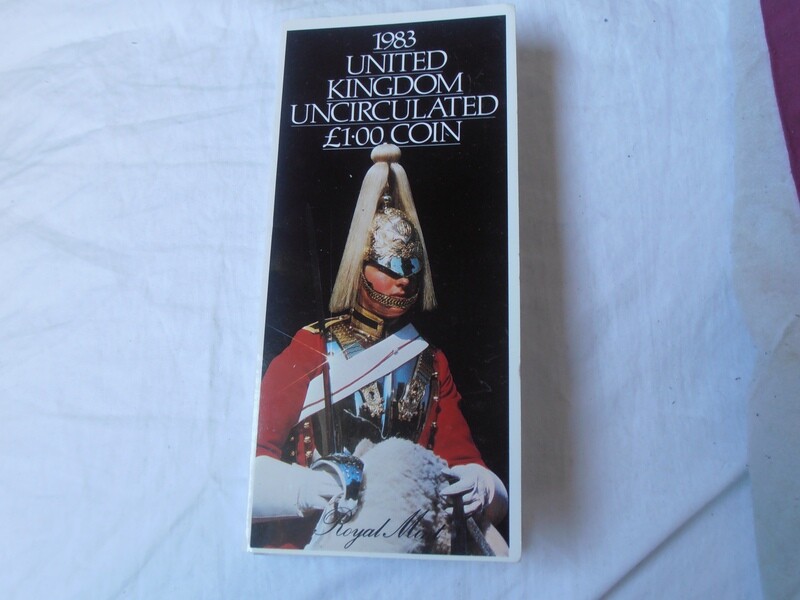 1983
UNITED
KINGDOM
UNCIRCULATED
£1·00 COIN
Royal Mint